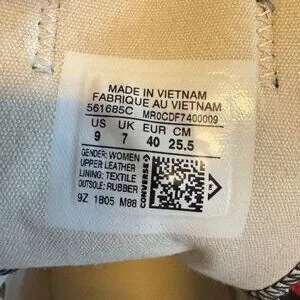 MADE IN VIETNAM
FABRIQUE AU VIETNAM
561685C MR0CDF7400009
US UK EUR CM
9 7 40 25.5
GENDER: WOMEN
UPPER LEATHER
LINING: TEXTILE
OUTSOLE: RUBBER
9Z 1805 M88
CONVERSE